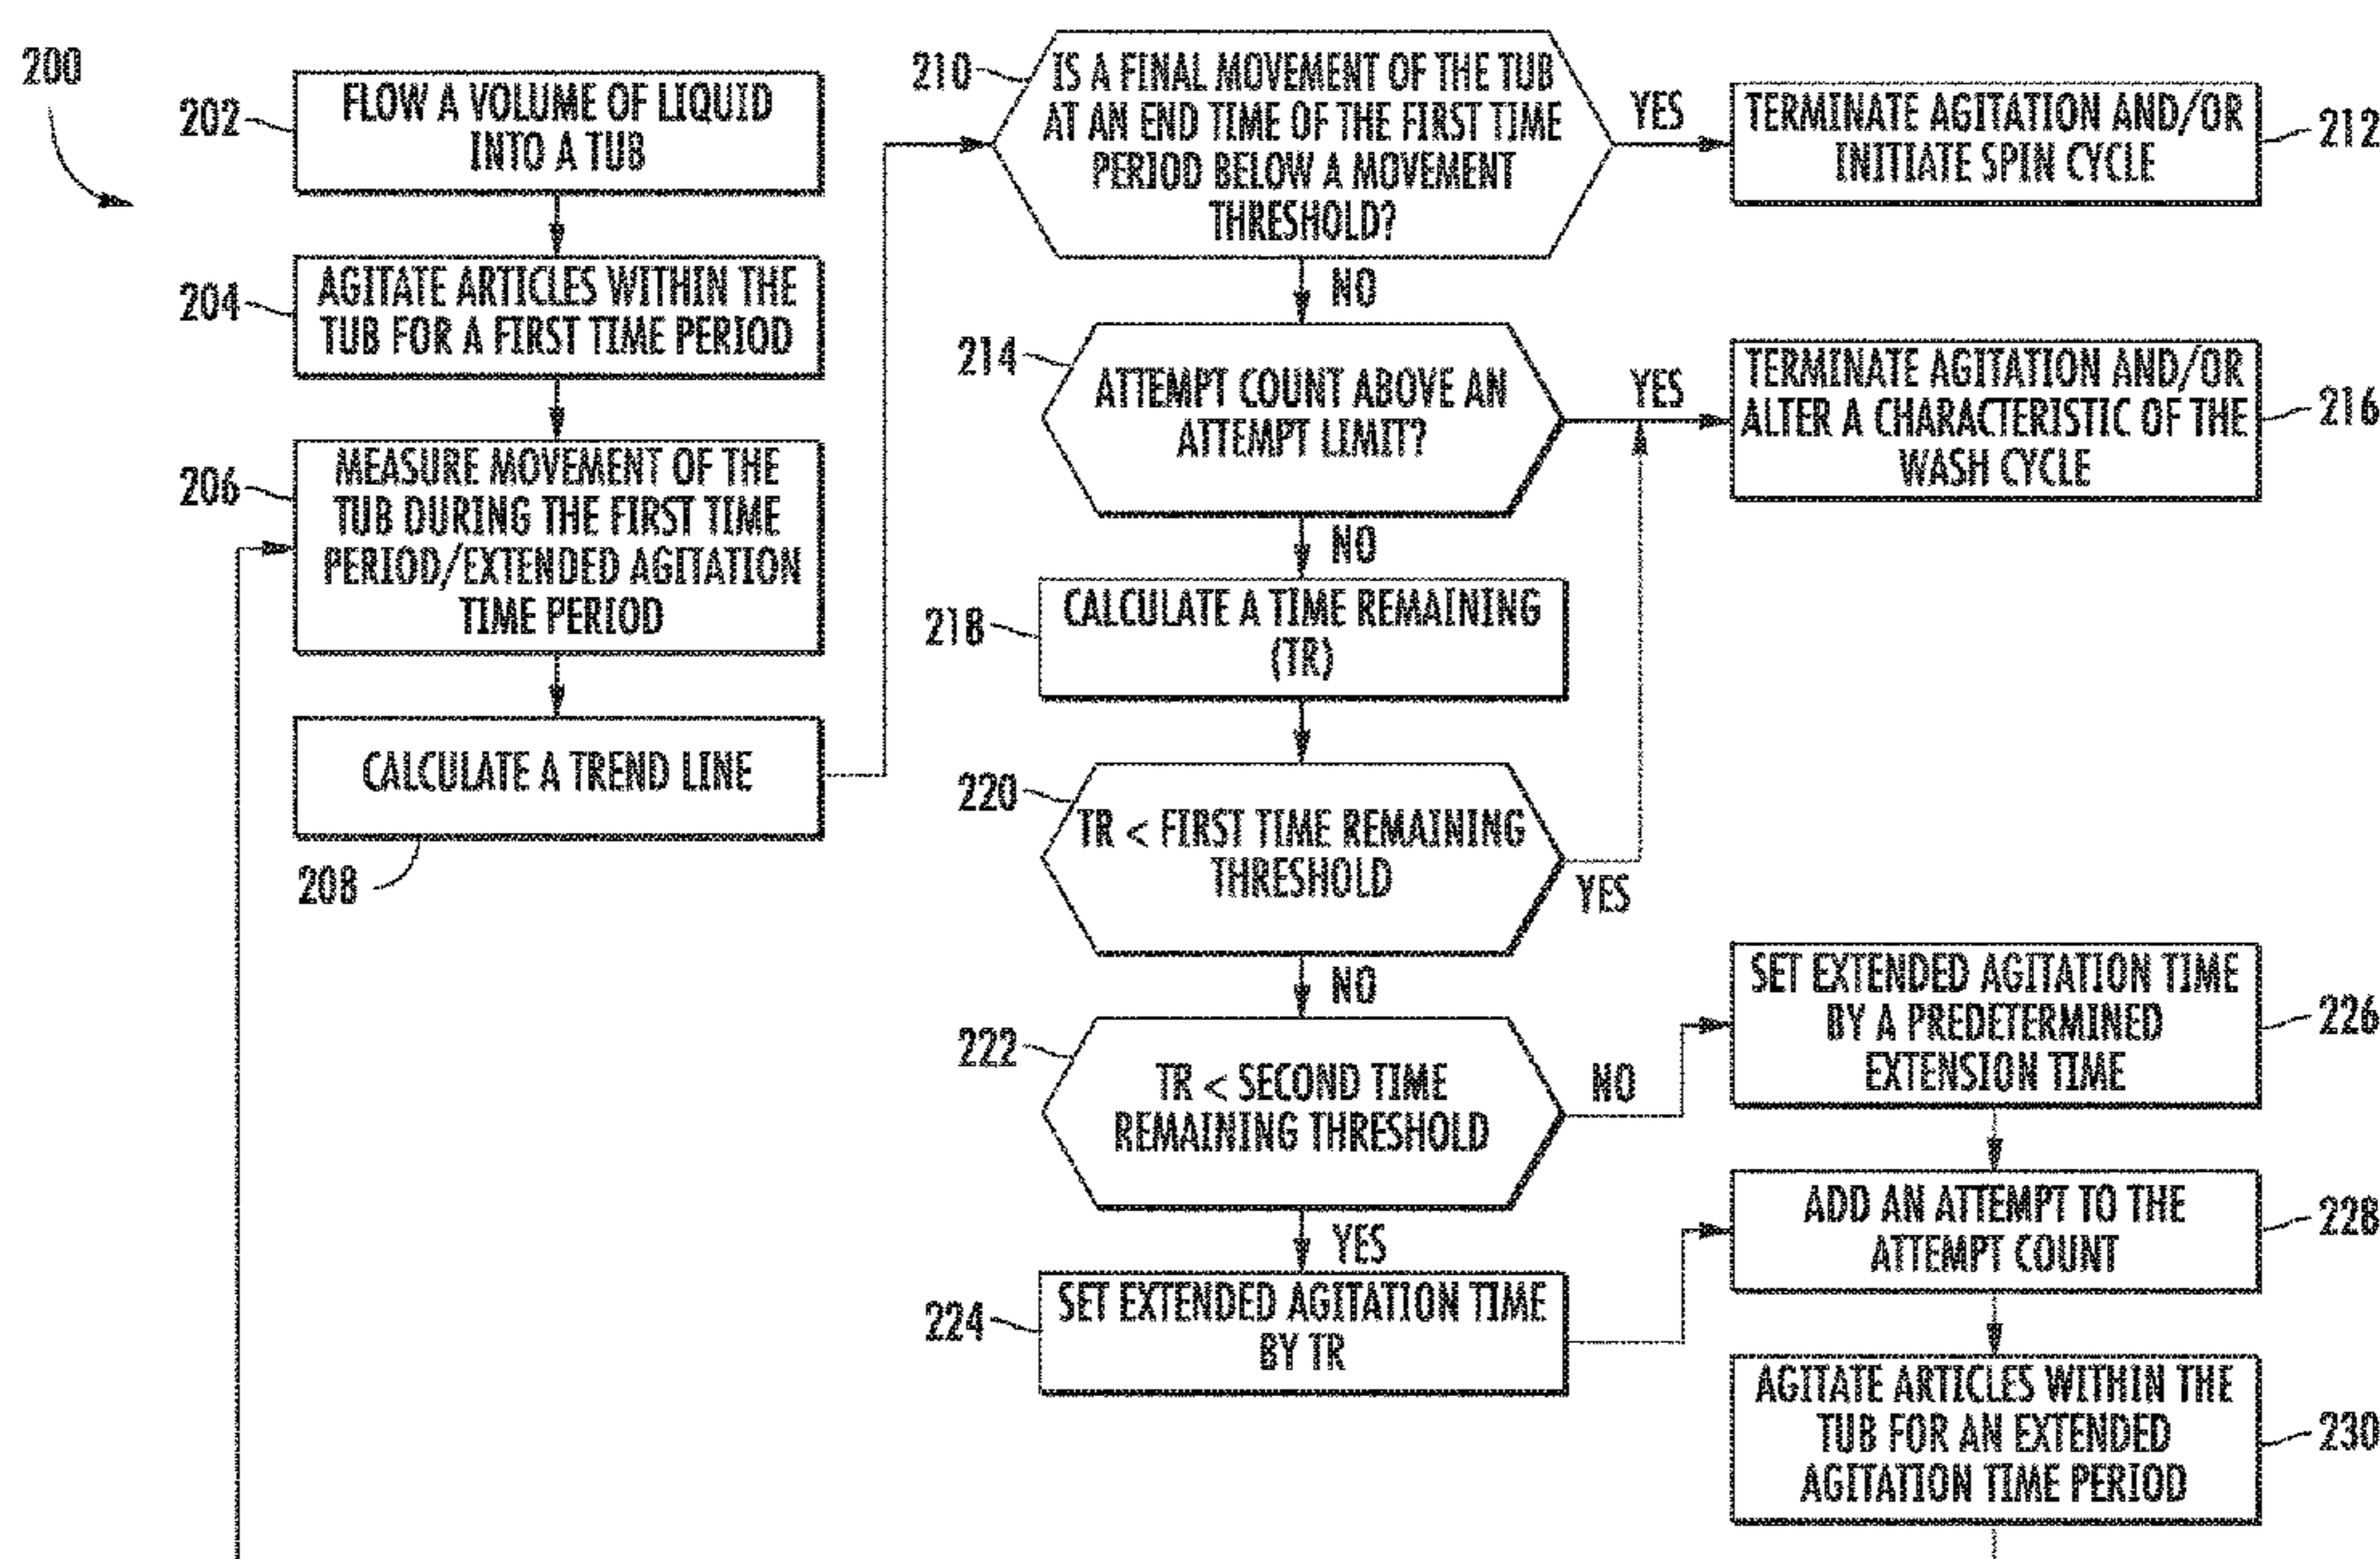 200
202
FLOW A VOLUME OF LIQUID
INTO A TUB
204
AGITATE ARTICLES WITHIN THE
TUB FOR A FIRST TIME PERIOD
206
MEASURE MOVEMENT OF THE
TUB DURING THE FIRST TIME
PERIOD/EXTENDED AGITATION
TIME PERIOD
CALCULATE A TREND LINE
208
210
IS A FINAL MOVEMENT OF THE TUB
AT AN END TIME OF THE FIRST TIME
PERIOD BELOW A MOVEMENT
THRESHOLD?
YES
TERMINATE AGITATION AND/OR
INITIATE SPIN CYCLE
212
NO
214
ATTEMPT COUNT ABOVE AN
ATTEMPT LIMIT?
YES
TERMINATE AGITATION AND/OR
ALTER A CHARACTERISTIC OF THE
WASH CYCLE
216
NO
218
CALCULATE A TIME REMAINING
(TR)
220
TR < FIRST TIME REMAINING
THRESHOLD
YES
NO
222
TR < SECOND TIME
REMAINING THRESHOLD
NO
YES
224
SET EXTENDED AGITATION TIME
BY TR
SET EXTENDED AGITATION TIME
BY A PREDETERMINED
EXTENSION TIME
226
ADD AN ATTEMPT TO THE
ATTEMPT COUNT
228
AGITATE ARTICLES WITHIN THE
TUB FOR AN EXTENDED
AGITATION TIME PERIOD
230